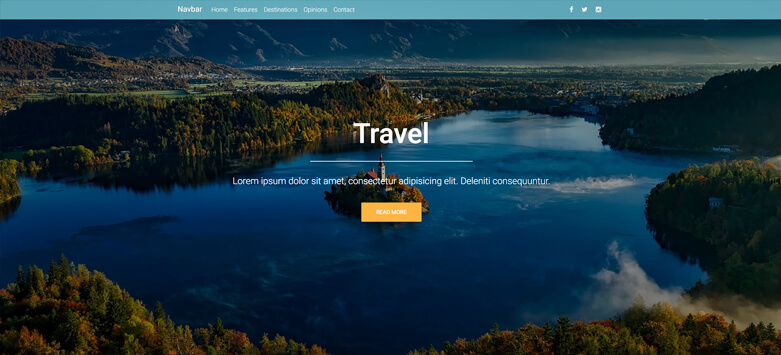 Navbar Home Features Destinations Opinions Contact
Travel
Lorem ipsum dolor sit amet, consectetur adipisicing elit. Deleniti consequuntur.
READ MORE